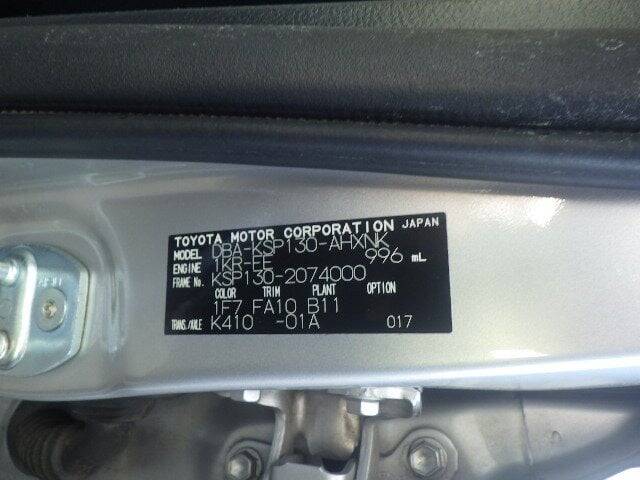 TOYOTA MOTOR CORPORATION JAPAN
MODEL DBA-KSP130-AHXNK
ENGINE 1KR-FE 996 mL
FRAME No. KSP130-2074000
COLOR TRIM PLANT OPTION
1F7 FA10 B11
TRANS./AXLE K410 -01A 017